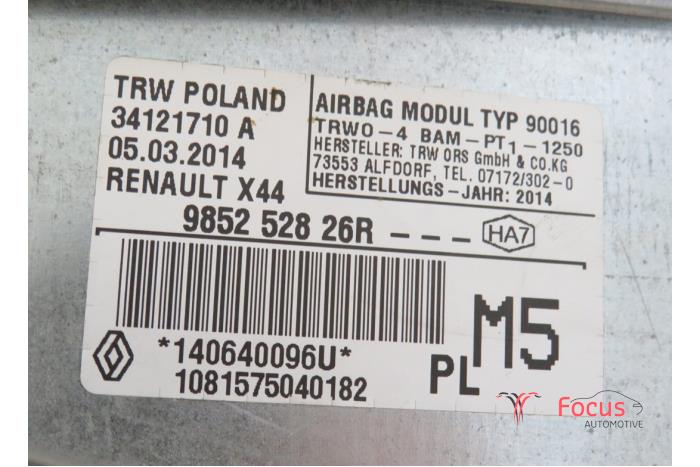 TRW POLAND
34121710 A
05.03.2014
RENAULT X44
AIRBAG MODUL TYP 90016
TRWO-4 BAM-PT1-1250
HERSTELLER: TRW ORS GmbH & CO.KG
73553 ALFDORF, TEL. 07172/302-0
HERSTELLUNGS-JAHR: 2014
9852 528 26R --- HA7
*140640096U*
1081575040182
PL M5
Focus
AUTOMOTIVE